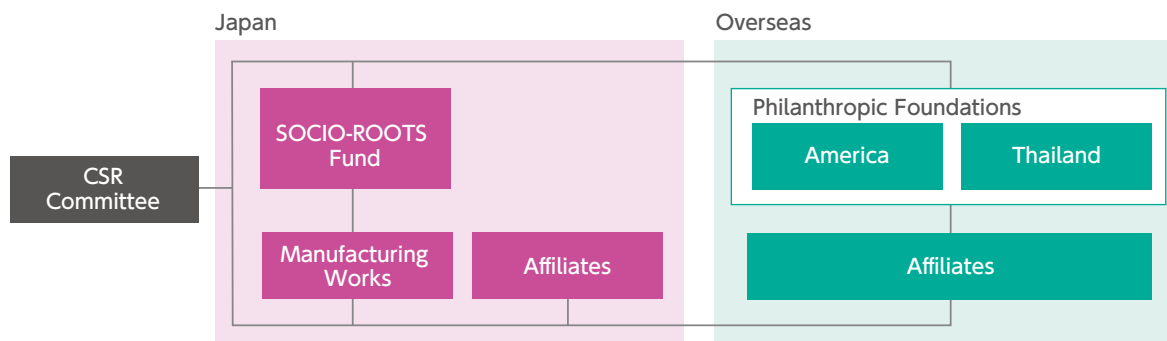 Japan
Overseas
CSR
Committee
SOCIO-ROOTS
Fund
Manufacturing
Works
Affiliates
Philanthropic Foundations
America
Thailand
Affiliates